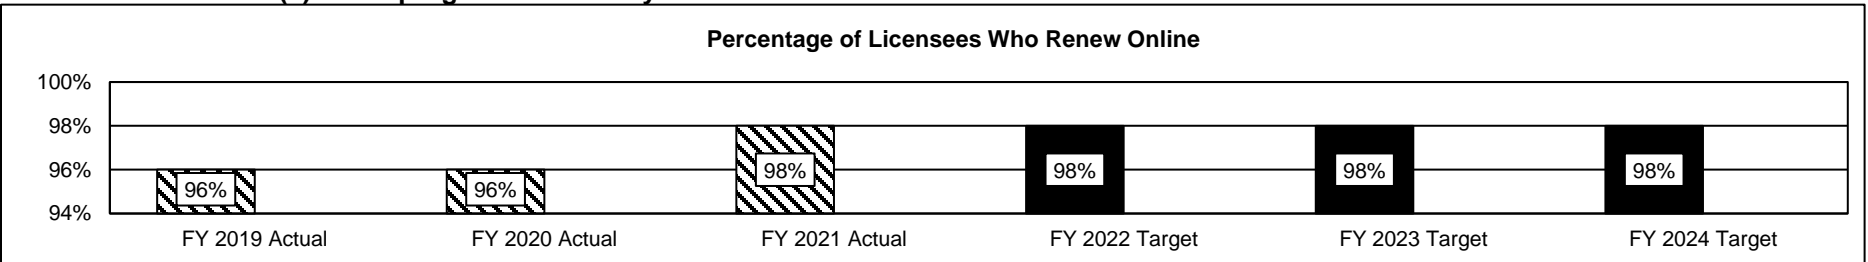 Percentage of Licensees Who Renew Online
100%
98%
96%
94%
96%
96%
98%
98%
98%
98%
FY 2019 Actual
FY 2020 Actual
FY 2021 Actual
FY 2022 Target
FY 2023 Target
FY 2024 Target